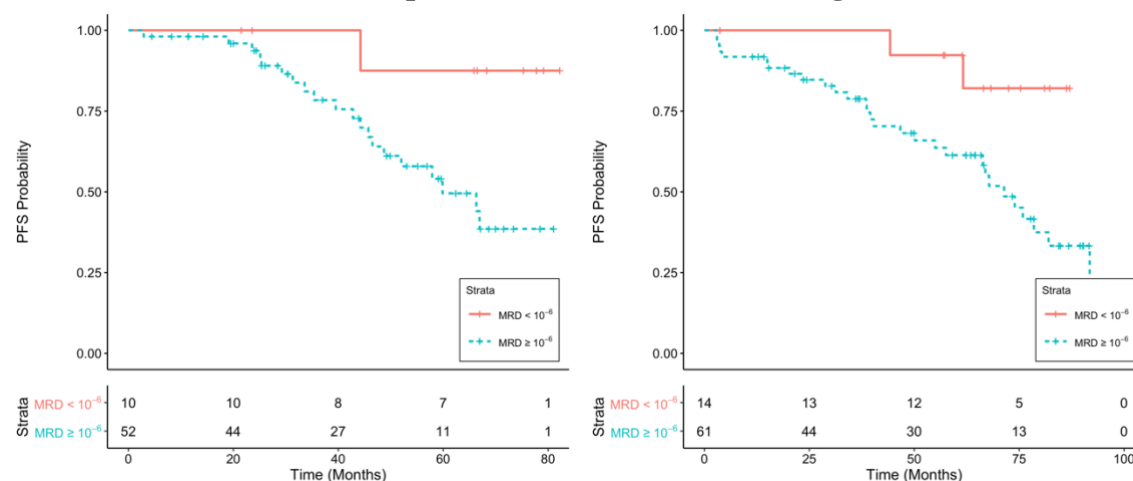 1.00
0.75
0.50
0.25
0.00
PFS Probability
Strata
MRD < 10⁻⁶
MRD ≥ 10⁻⁶
Strata
MRD < 10⁻⁶ 10 10 8 7 1
MRD ≥ 10⁻⁶ 52 44 27 11 1
0 20 40 60 80
Time (Months)
1.00
0.75
0.50
0.25
0.00
PFS Probability
Strata
MRD < 10⁻⁶
MRD ≥ 10⁻⁶
Strata
MRD < 10⁻⁶ 14 13 12 5 0
MRD ≥ 10⁻⁶ 61 44 30 13 0
0 25 50 75 100
Time (Months)